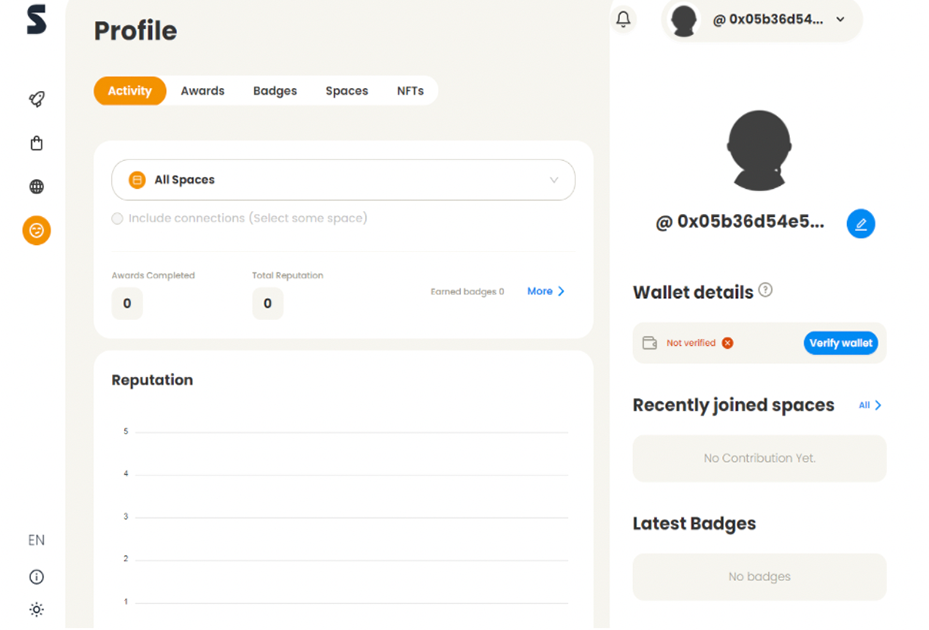 S
Profile
@ 0x05b36d54...
Activity Awards Badges Spaces NFTs
All Spaces
Include connections (Select some space)
Awards Completed Total Reputation
0 0 Earned badges 0 More
Reputation
5
4
3
2
1
@ 0x05b36d54e5...
Wallet details ?
Not verified Verify wallet
Recently joined spaces All
No Contribution Yet.
Latest Badges
No badges
EN